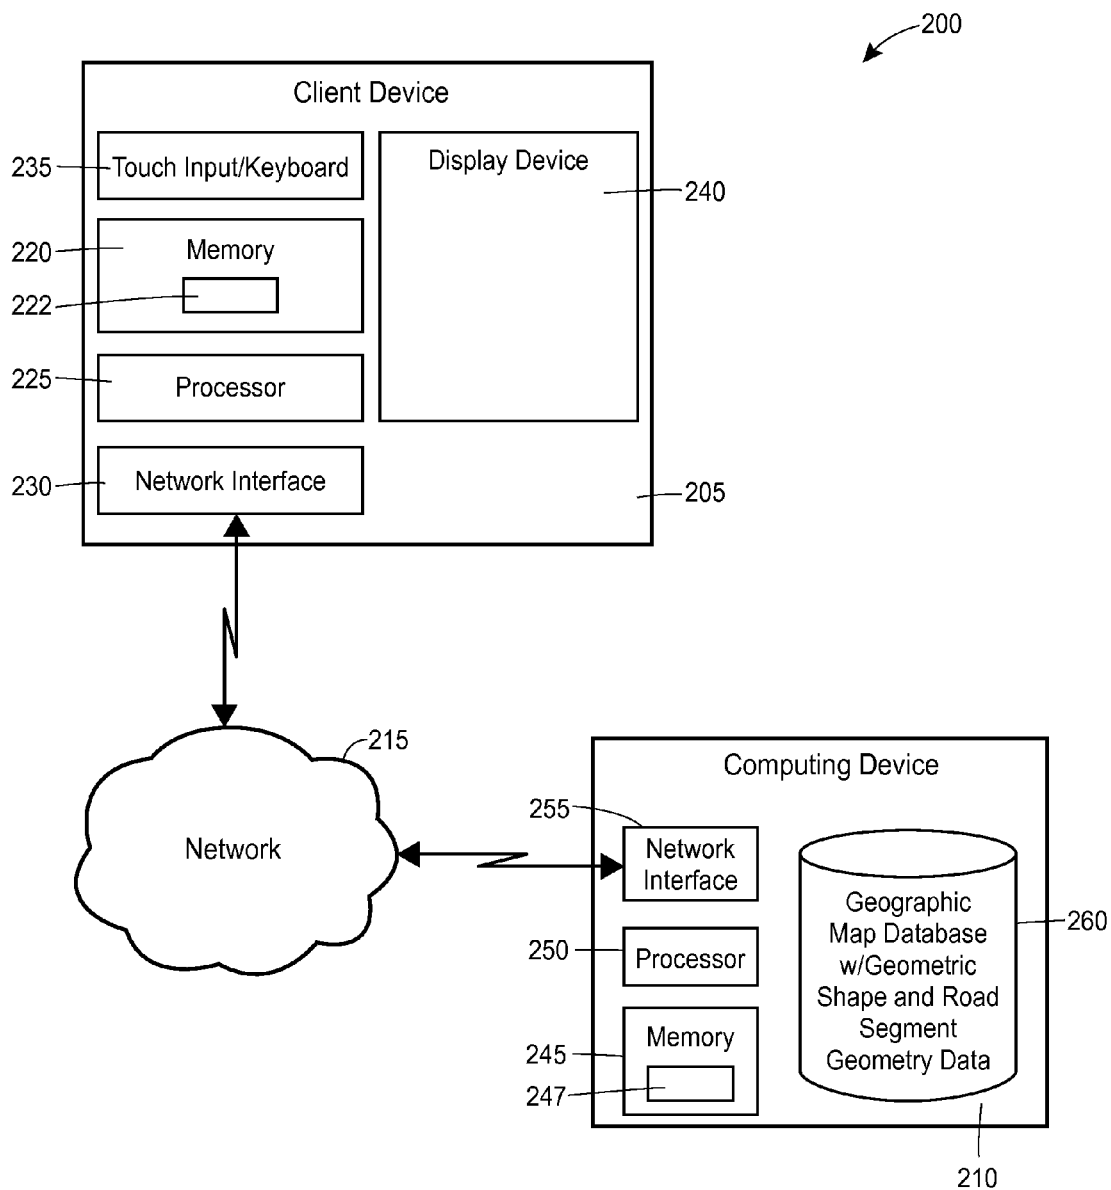 200
Client Device
235
Touch Input/Keyboard
Display Device
240
220
Memory
222
225
Processor
230
Network Interface
205
215
Network
Computing Device
255
Network
Interface
250
Processor
245
Memory
247
Geographic
Map Database
w/Geometric
Shape and Road
Segment
Geometry Data
260
210